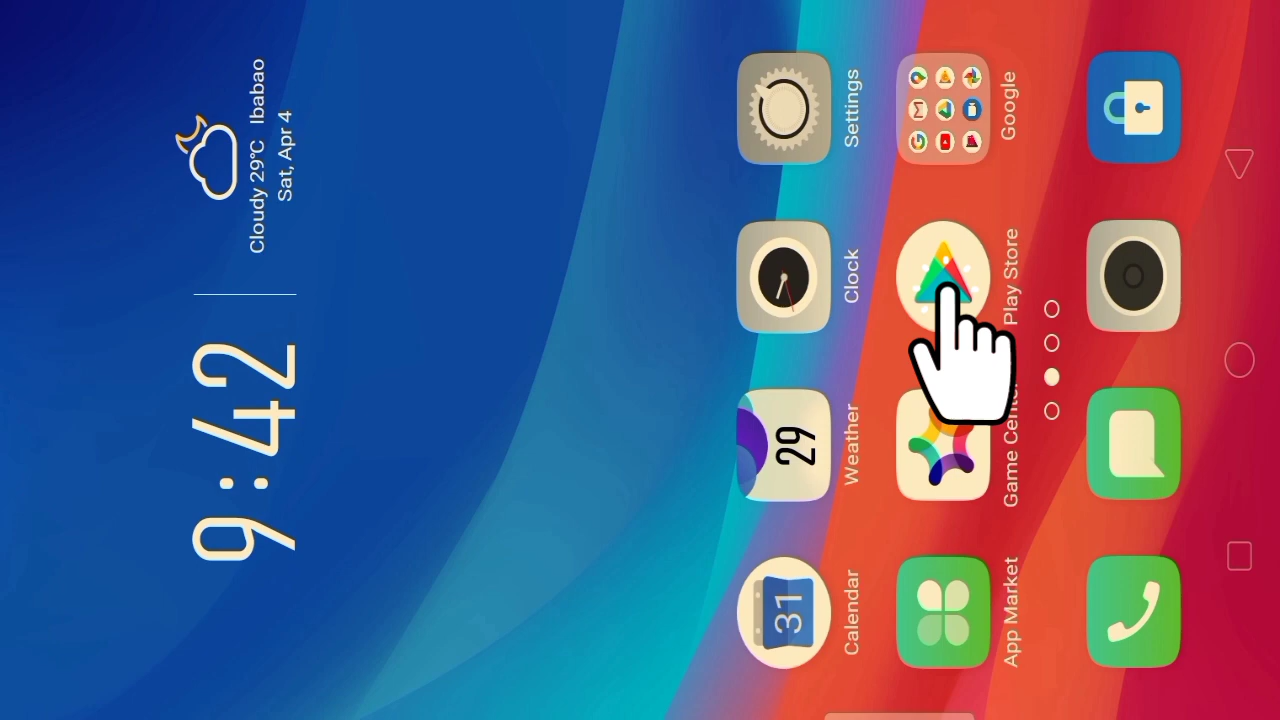 9:42
Cloudy 29°C Ibabao
Sat, Apr 4
31
29
Calendar
Weather
Clock
Settings
App Market
Game Center
Play Store
Google